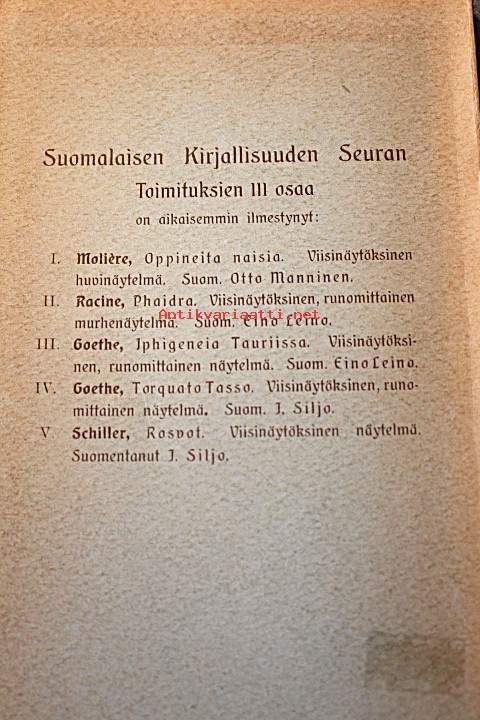 Suomalaisen Kirjallisuuden Seuran
Toimituksien 111 osaa
on aikaisemmin ilmestynyt:
I. Molière, Oppineita naisia. Viisinäytöksinen
huvinäytelmä. Suom. Otto Manninen.
II. Racine, Phaidra. Viisinäytöksinen, runomittainen
Antikvariaatti.net
murhenäytelmä. Suom. Eino Leino.
III. Goethe, Iphigeneia Tauriissa. Viisinäytöksi-
nen, runomittainen näytelmä. Suom. Eino Leino.
IV. Goethe, Torquato Tasso. Viisinäytöksinen, runo-
mittainen näytelmä. Suom. J. Siljo.
V Schiller, Rosvot. Viisinäytöksinen näytelmä.
Suomentanut J. Siljo.